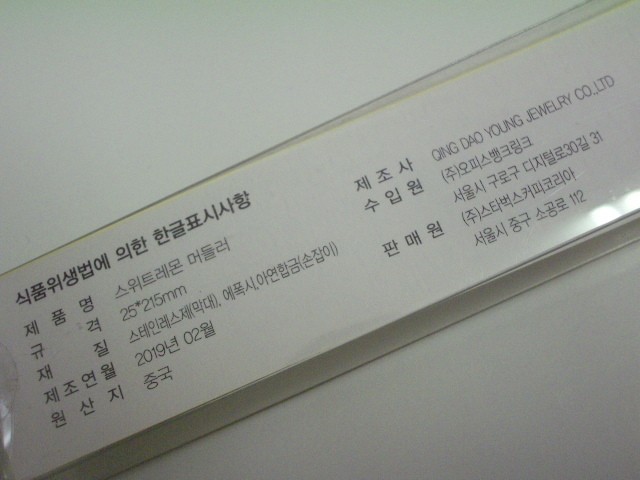 식품위생법에 의한 한글표시사항
제품명 스위트레몬 머들러
규격 25*215mm
재질 스테인레스제(막대), 에폭시,아연합금(손잡이)
제조연월 2019년 02월
원산지 중국
제조사 QING DAO YOUNG JEWELRY CO.,LTD
수입원 (주)오피스뱅크링크
서울시 구로구 디지털로30길 31
판매원 (주)스타벅스커피코리아
서울시 중구 소공로 112